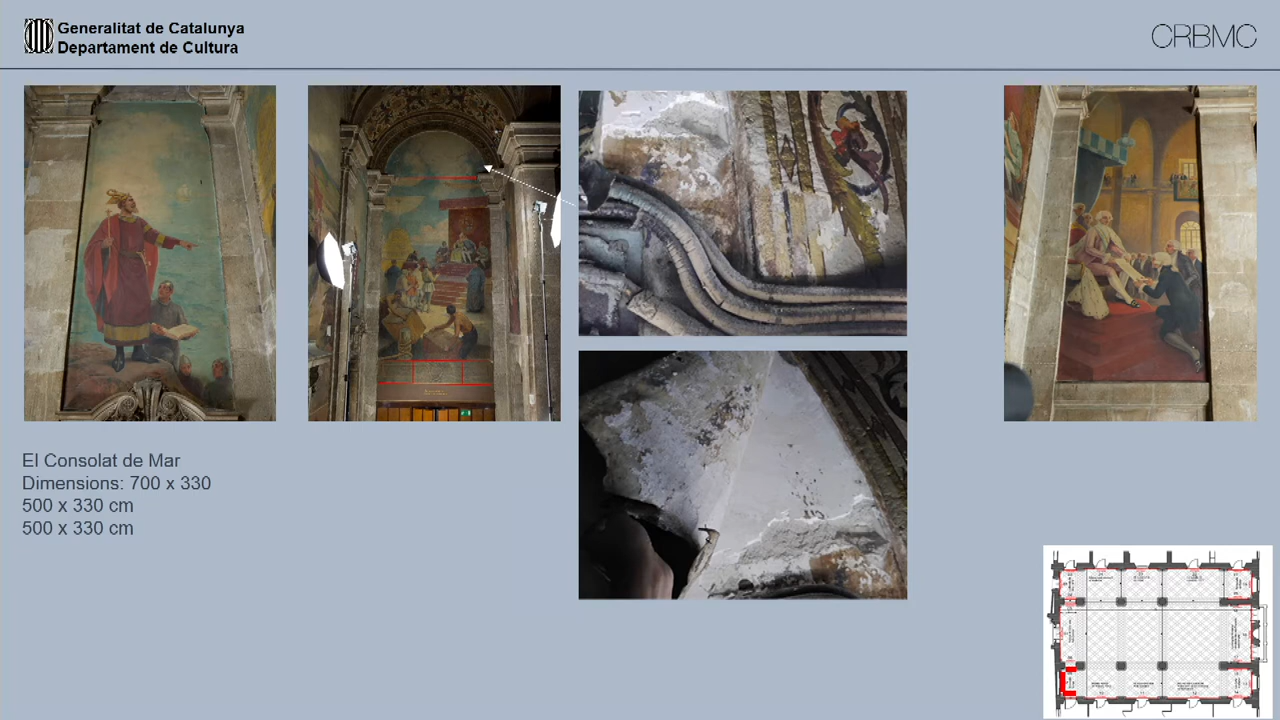 Generalitat de Catalunya
Departament de Cultura
CRBMC
El Consolat de Mar
Dimensions: 700 x 330
500 x 330 cm
500 x 330 cm